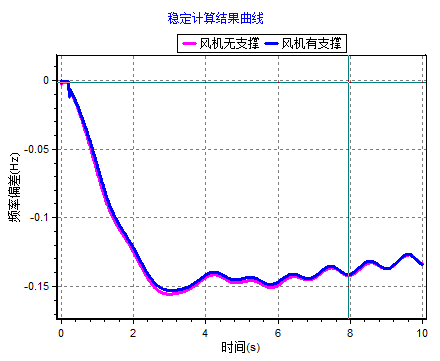 稳定计算结果曲线
风机无支撑 风机有支撑
0
-0.05
-0.1
-0.15
频率偏差(Hz)
0 2 4 6 8 10
时间(s)